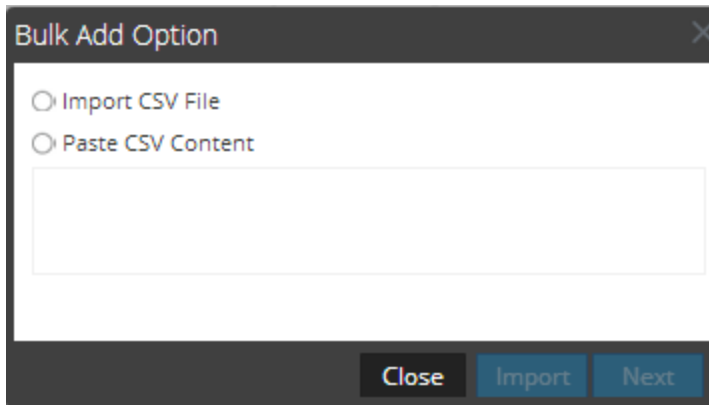 Bulk Add Option
Import CSV File
Paste CSV Content
Close Import Next